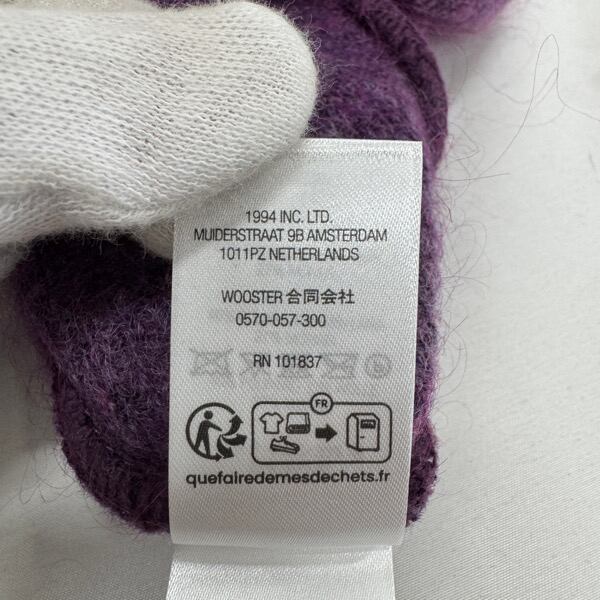 1994 INC. LTD.
MUIDERSTRAAT 9B AMSTERDAM
1011PZ NETHERLANDS
WOOSTER 合同会社
0570-057-300
RN 101837
FR
quefairedemesdechets.fr